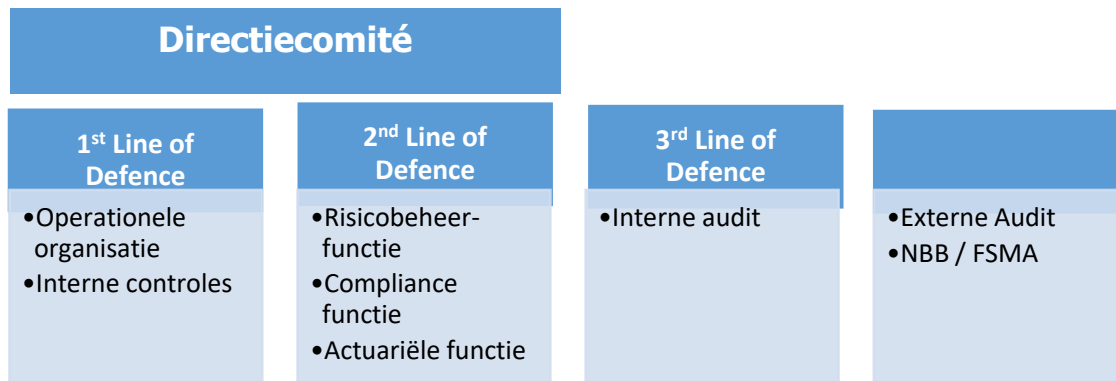 Directiecomité
1st Line of
Defence
•Operationele
organisatie
•Interne controles
2nd Line of
Defence
•Risicobeheer-
functie
•Compliance
functie
•Actuariële functie
3rd Line of
Defence
•Interne audit
•Externe Audit
•NBB / FSMA